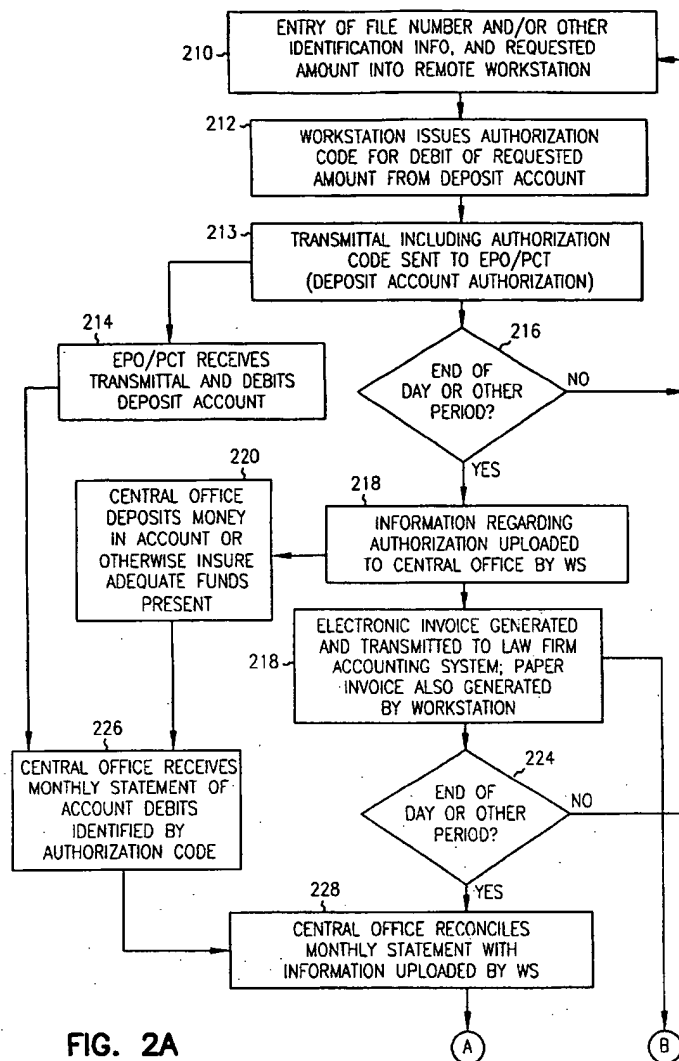 ENTRY OF FILE NUMBER AND/OR OTHER
IDENTIFICATION INFO, AND REQUESTED
AMOUNT INTO REMOTE WORKSTATION
210
212
WORKSTATION ISSUES AUTHORIZATION
CODE FOR DEBIT OF REQUESTED
AMOUNT FROM DEPOSIT ACCOUNT
213
TRANSMITTAL INCLUDING AUTHORIZATION
CODE SENT TO EPO/PCT
(DEPOSIT ACCOUNT AUTHORIZATION)
214
EPO/PCT RECEIVES
TRANSMITTAL AND DEBITS
DEPOSIT ACCOUNT
216
END OF
DAY OR OTHER
PERIOD?
NO
YES
220
CENTRAL OFFICE
DEPOSITS MONEY
IN ACCOUNT OR
OTHERWISE INSURE
ADEQUATE FUNDS
PRESENT
218
INFORMATION REGARDING
AUTHORIZATION UPLOADED
TO CENTRAL OFFICE BY WS
ELECTRONIC INVOICE GENERATED
AND TRANSMITTED TO LAW FIRM
ACCOUNTING SYSTEM; PAPER
INVOICE ALSO GENERATED
BY WORKSTATION
218
226
CENTRAL OFFICE RECEIVES
MONTHLY STATEMENT OF
ACCOUNT DEBITS
IDENTIFIED BY
AUTHORIZATION CODE
224
END OF
DAY OR OTHER
PERIOD?
NO
YES
228
CENTRAL OFFICE RECONCILES
MONTHLY STATEMENT WITH
INFORMATION UPLOADED BY WS
FIG. 2A
A
B